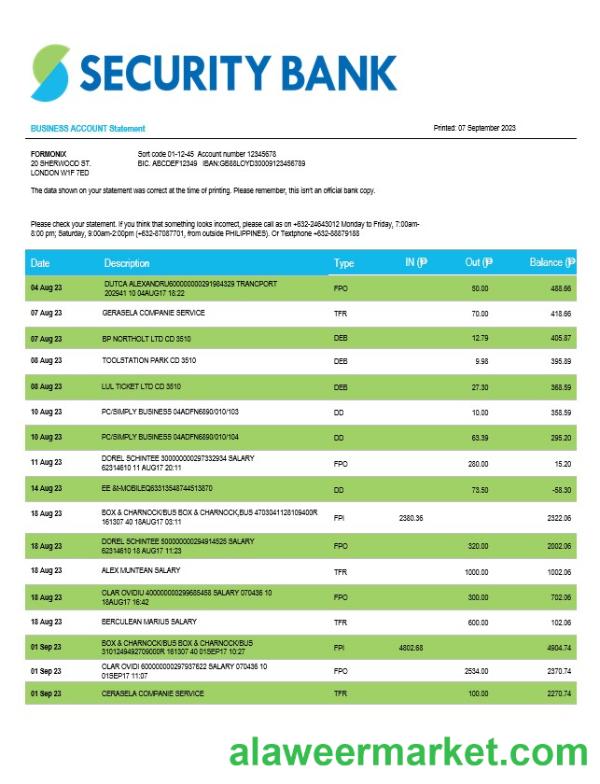 SECURITY BANK
BUSINESS ACCOUNT Statement
Printed: 07 September 2023
FORMONIX
Sort code 01-12-45 Account number 12345678
20 SHERWOOD ST.
BIC. ABCDEF12349 IBAN:GB88LOYD30009123456789
LONDON W1F 7ED
The data shown on your statement was correct at the time of printing. Please remember, this isn't an official bank copy.
Please check your statement. If you think that something looks incorrect, please call as on +632-24643012 Monday to Friday, 7:00am-
8:00 pm; Saturday, 9:00am-2:00pm (+632-87087701, from outside PHILIPPINES). Or Textphone +632-88879188
Date Description Type IN (₱ Out (₱ Balance (₱
04 Aug 23 DUTCA ALEXANDRU600000000291984329 TRANCPORT
202941 10 04AUG17 18:22 FPO 50.00 488.66
07 Aug 23 GERASELA COMPANIE SERVICE TFR 70.00 418.66
07 Aug 23 BP NORTHOLT LTD CD 3510 DEB 12.79 405.87
08 Aug 23 TOOLSTATION PARK CD 3510 DEB 9.98 395.89
08 Aug 23 LUL TICKET LTD CD 3510 DEB 27.30 368.59
10 Aug 23 PC/SIMPLY BUSINESS 04ADFN6890/010/103 DD 10.00 358.59
10 Aug 23 PC/SIMPLY BUSINESS 04ADFN6890/010/104 DD 63.39 295.20
11 Aug 23 DOREL SCHINTEE 300000000297332934 SALARY
62314610 11 AUG17 20:11 FPO 280.00 15.20
14 Aug 23 EE &t-MOBILEQ63313548744513870 DD 73.50 -58.30
18 Aug 23 BOX & CHARNOCK/BUS BOX & CHARNOCK,BUS 4703041128109400R
161307 40 18AUG17 03:11 FPI 2380.36 2322.06
18 Aug 23 DOREL SCHINTEE 500000000294914525 SALARY
62314610 18 AUG17 11:23 FPO 320.00 2002.06
18 Aug 23 ALEX MUNTEAN SALARY TFR 1000.00 1002.06
18 Aug 23 OLAR OVIDIU 400000000299685458 SALARY 070436 10
18AUG17 16:42 FPO 300.00 702.06
18 Aug 23 BERCULEAN MARIUS SALARY TFR 600.00 102.06
01 Sep 23 BOX & CHARNOCK/BUS BOX & CHARNOCK/BUS
3101249492709000R 161307 40 01SEP17 10:27 FPI 4802.68 4904.74
01 Sep 23 OLAR OVIDI 600000000297937622 SALARY 070436 10
01SEP17 11:07 FPO 2534.00 2370.74
01 Sep 23 CERASELA COMPANIE SERVICE TFR 100.00 2270.74
alaweermarket.com